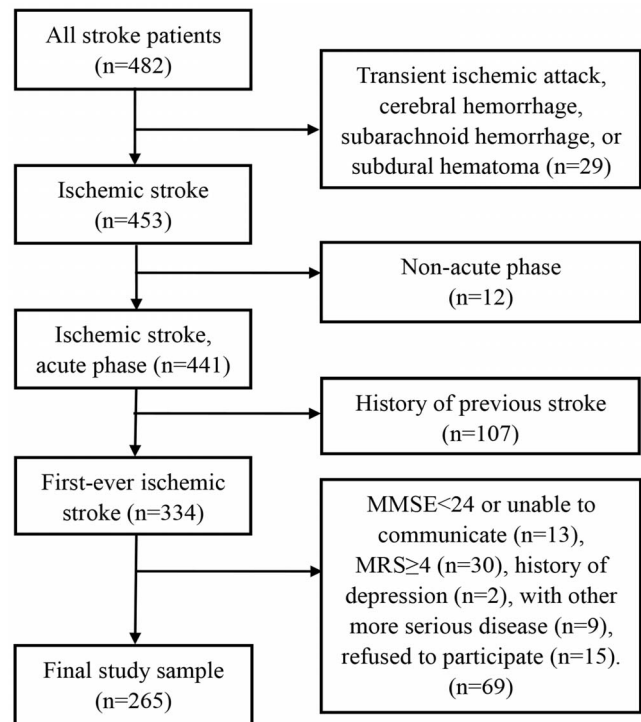 All stroke patients
(n=482)
Transient ischemic attack,
cerebral hemorrhage,
subarachnoid hemorrhage, or
subdural hematoma (n=29)
Ischemic stroke
(n=453)
Non-acute phase
(n=12)
Ischemic stroke,
acute phase (n=441)
History of previous stroke
(n=107)
First-ever ischemic
stroke (n=334)
MMSE<24 or unable to
communicate (n=13),
MRS≥4 (n=30), history of
depression (n=2), with other
more serious disease (n=9),
refused to participate (n=15).
(n=69)
Final study sample
(n=265)